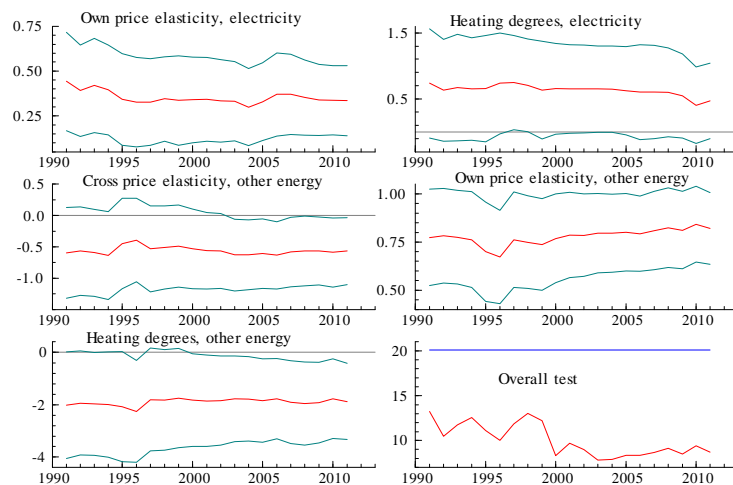 Own price elasticity, electricity
0.75
0.50
0.25
1990 1995 2000 2005 2010
Heating degrees, electricity
1.5
0.5
1990 1995 2000 2005 2010
Cross price elasticity, other energy
0.5
0.0
-0.5
-1.0
1990 1995 2000 2005 2010
Own price elasticity, other energy
1.00
0.75
0.50
1990 1995 2000 2005 2010
Heating degrees, other energy
0
-2
-4
1990 1995 2000 2005 2010
20
Overall test
15
10
1990 1995 2000 2005 2010